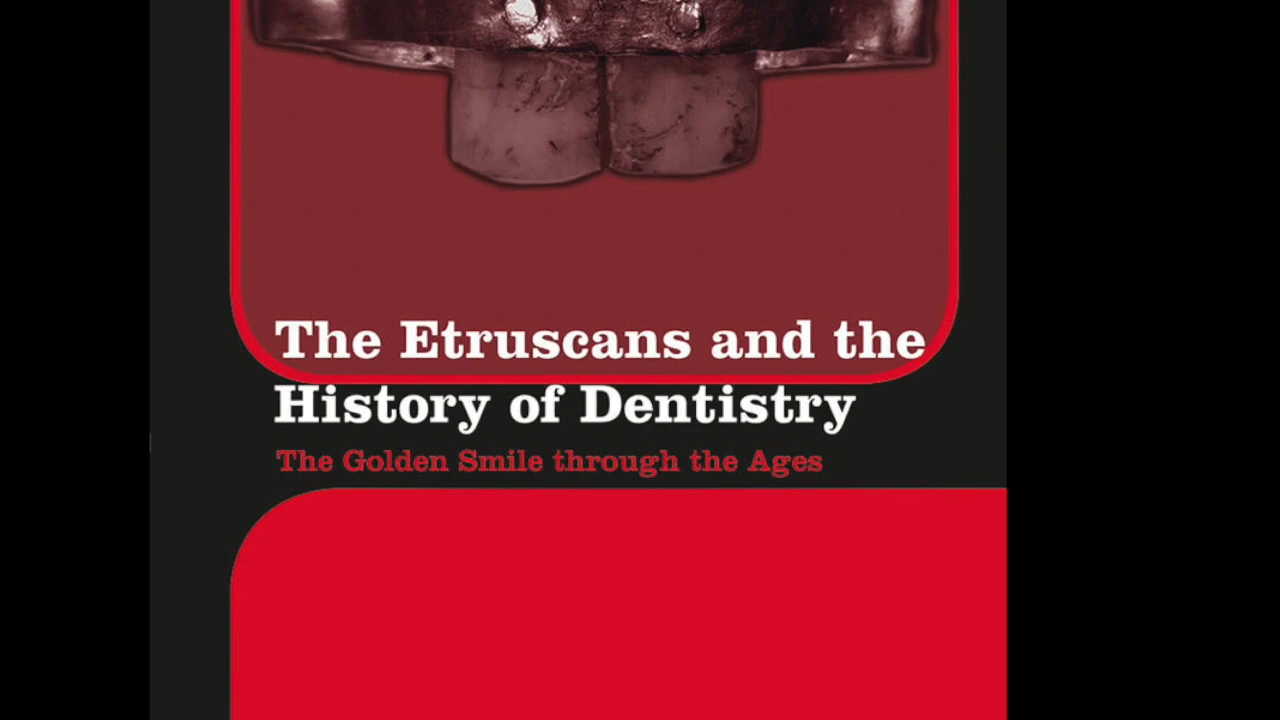 The Etruscans and the
History of Dentistry
The Golden Smile through the Ages